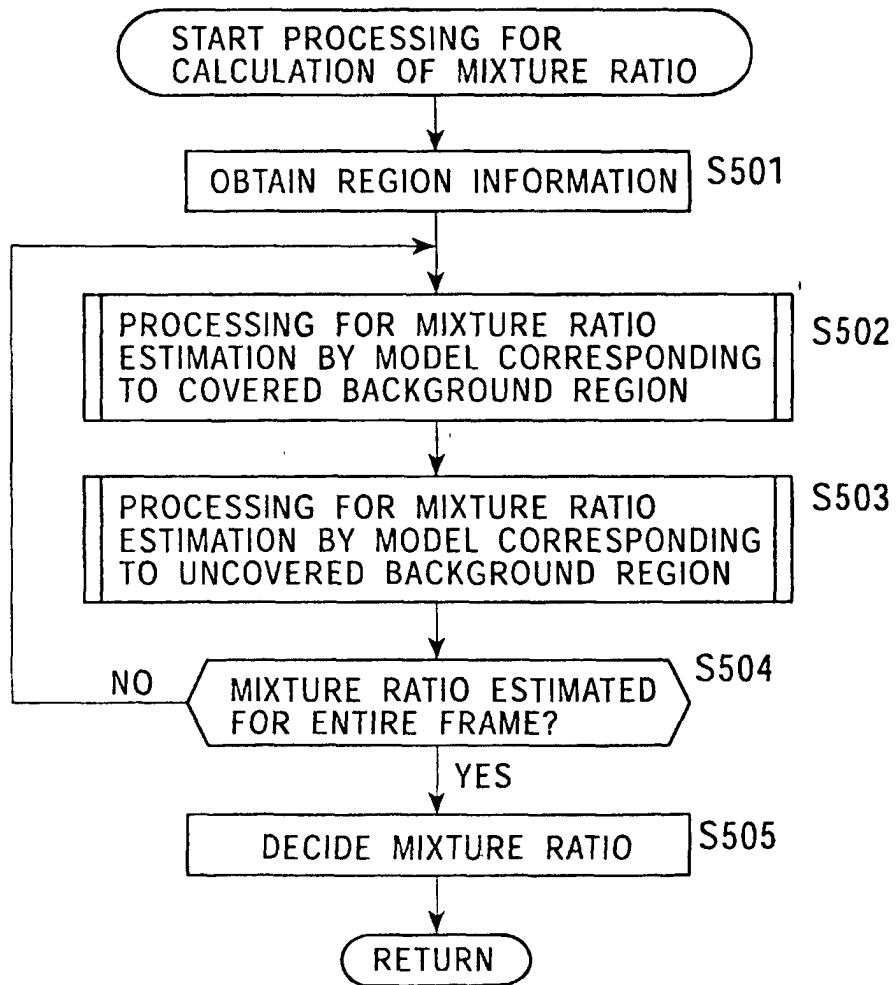 START PROCESSING FOR
CALCULATION OF MIXTURE RATIO
OBTAIN REGION INFORMATION
S501
PROCESSING FOR MIXTURE RATIO
ESTIMATION BY MODEL CORRESPONDING
TO COVERED BACKGROUND REGION
S502
PROCESSING FOR MIXTURE RATIO
ESTIMATION BY MODEL CORRESPONDING
TO UNCOVERED BACKGROUND REGION
S503
NO
MIXTURE RATIO ESTIMATED
FOR ENTIRE FRAME?
S504
YES
DECIDE MIXTURE RATIO
S505
RETURN